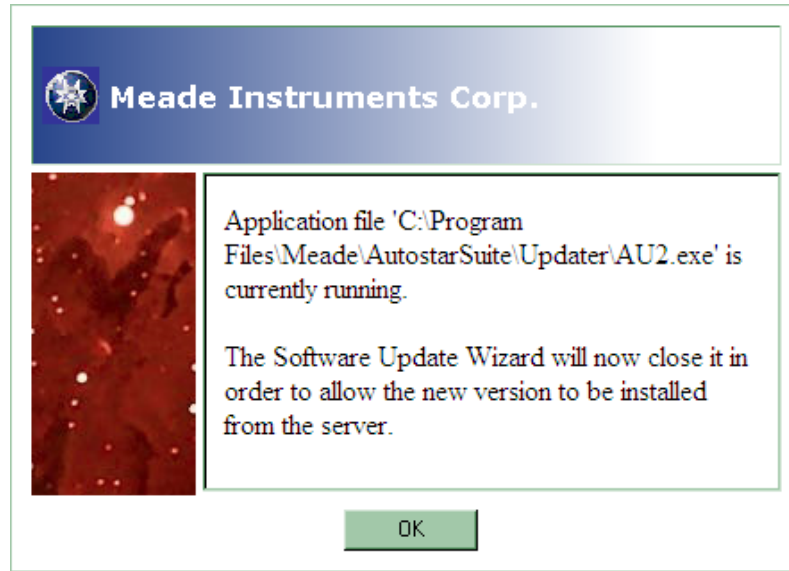 Meade Instruments Corp.
Application file 'C:\Program
Files\Meade\AutostarSuite\Updater\AU2.exe' is
currently running.
The Software Update Wizard will now close it in
order to allow the new version to be installed
from the server.
OK